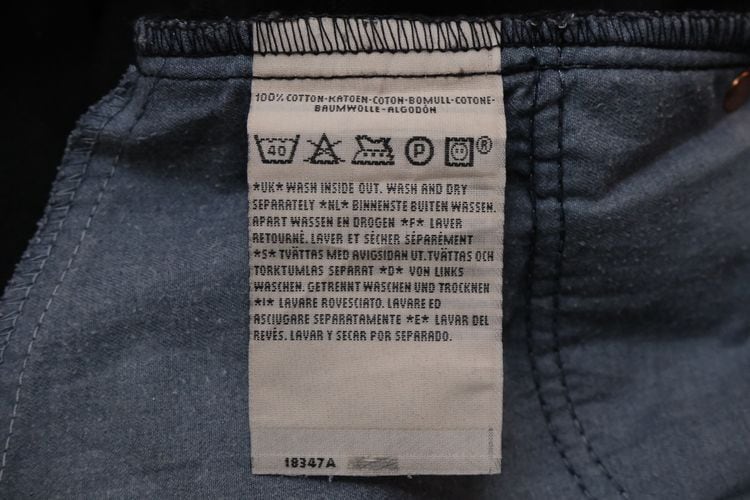 100% COTTON-KATOEN-COTON-BOMULL-COTONE-
BAUMWOLLE-ALGODÓN
40 P ®
*UK* WASH INSIDE OUT. WASH AND DRY
SEPARATELY *NL* BINNENSTE BUITEN WASSEN.
APART WASSEN EN DROGEN *F* LAVER
RETOURNÉ. LAVER ET SÉCHER SÉPARÉMENT
*S* TVÄTTAS MED AVIGSIDAN UT.TVÄTTAS OCH
TORKTUMLAS SEPARAT *D* VON LINKS
WASCHEN. GETRENNT WASCHEN UND TROCKNEN
*I* LAVARE ROVESCIATO. LAVARE ED
ASCIUGARE SEPARATAMENTE *E* LAVAR DEL
REVÉS. LAVAR Y SECAR POR SEPARADO.
18347A